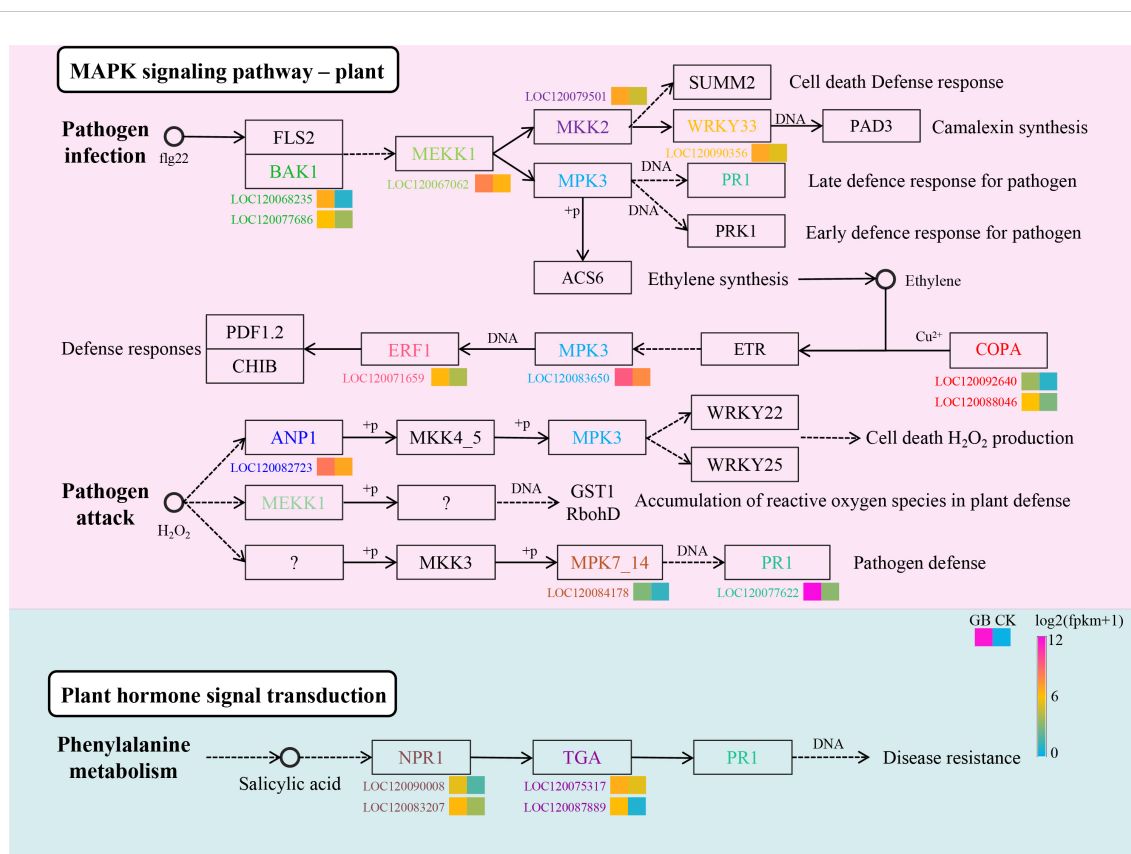 MAPK signaling pathway – plant
SUMM2
Cell death Defense response
LOC120079501
Pathogen
infection
flg22
FLS2
BAK1
LOC120068235
LOC120077686
MEKK1
LOC120067062
MKK2
WRKY33
LOC120090356
DNA
PAD3
Camalexin synthesis
MPK3
DNA
PR1
Late defence response for pathogen
DNA
PRK1
Early defence response for pathogen
+p
ACS6
Ethylene synthesis
Ethylene
Defense responses
PDF1.2
CHIB
ERF1
LOC120071659
DNA
MPK3
LOC120083650
ETR
Cu²⁺
COPA
LOC120092640
LOC120088046
Pathogen
attack
H₂O₂
ANP1
LOC120082723
+p
MKK4_5
+p
MPK3
WRKY22
WRKY25
Cell death H₂O₂ production
MEKK1
+p
?
DNA
GST1
RbohD
Accumulation of reactive oxygen species in plant defense
?
+p
MKK3
+p
MPK7_14
LOC120084178
DNA
PR1
LOC120077622
Pathogen defense
GB CK
log2(fpkm+1)
12
6
0
Plant hormone signal transduction
Phenylalanine
metabolism
Salicylic acid
NPR1
LOC120090008
LOC120083207
TGA
LOC120075317
LOC120087889
PR1
DNA
Disease resistance